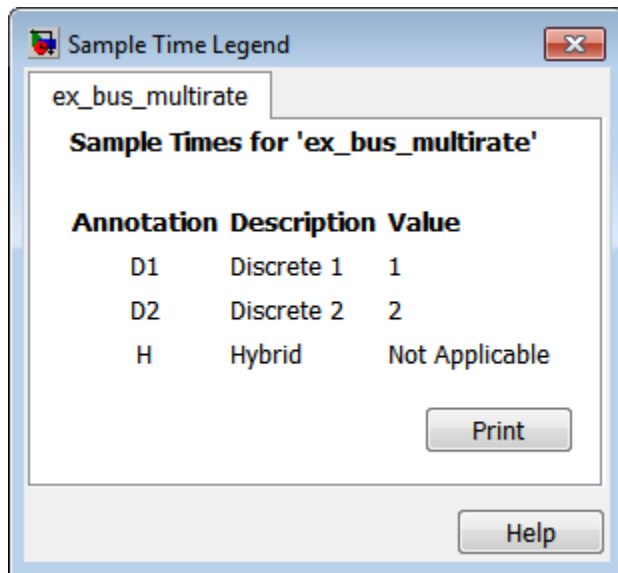 Sample Time Legend
ex_bus_multirate
Sample Times for 'ex_bus_multirate'
Annotation Description Value
D1 Discrete 1 1
D2 Discrete 2 2
H Hybrid Not Applicable
Print
Help